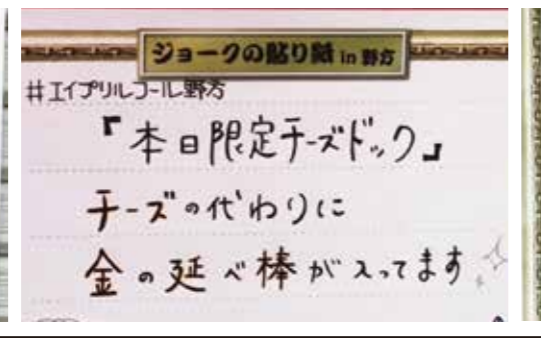 ジョークの貼り紙 in 野方
#エイプリルフール野方
『本日限定チーズドック』
チーズの代わりに
金の延べ棒が入ってます